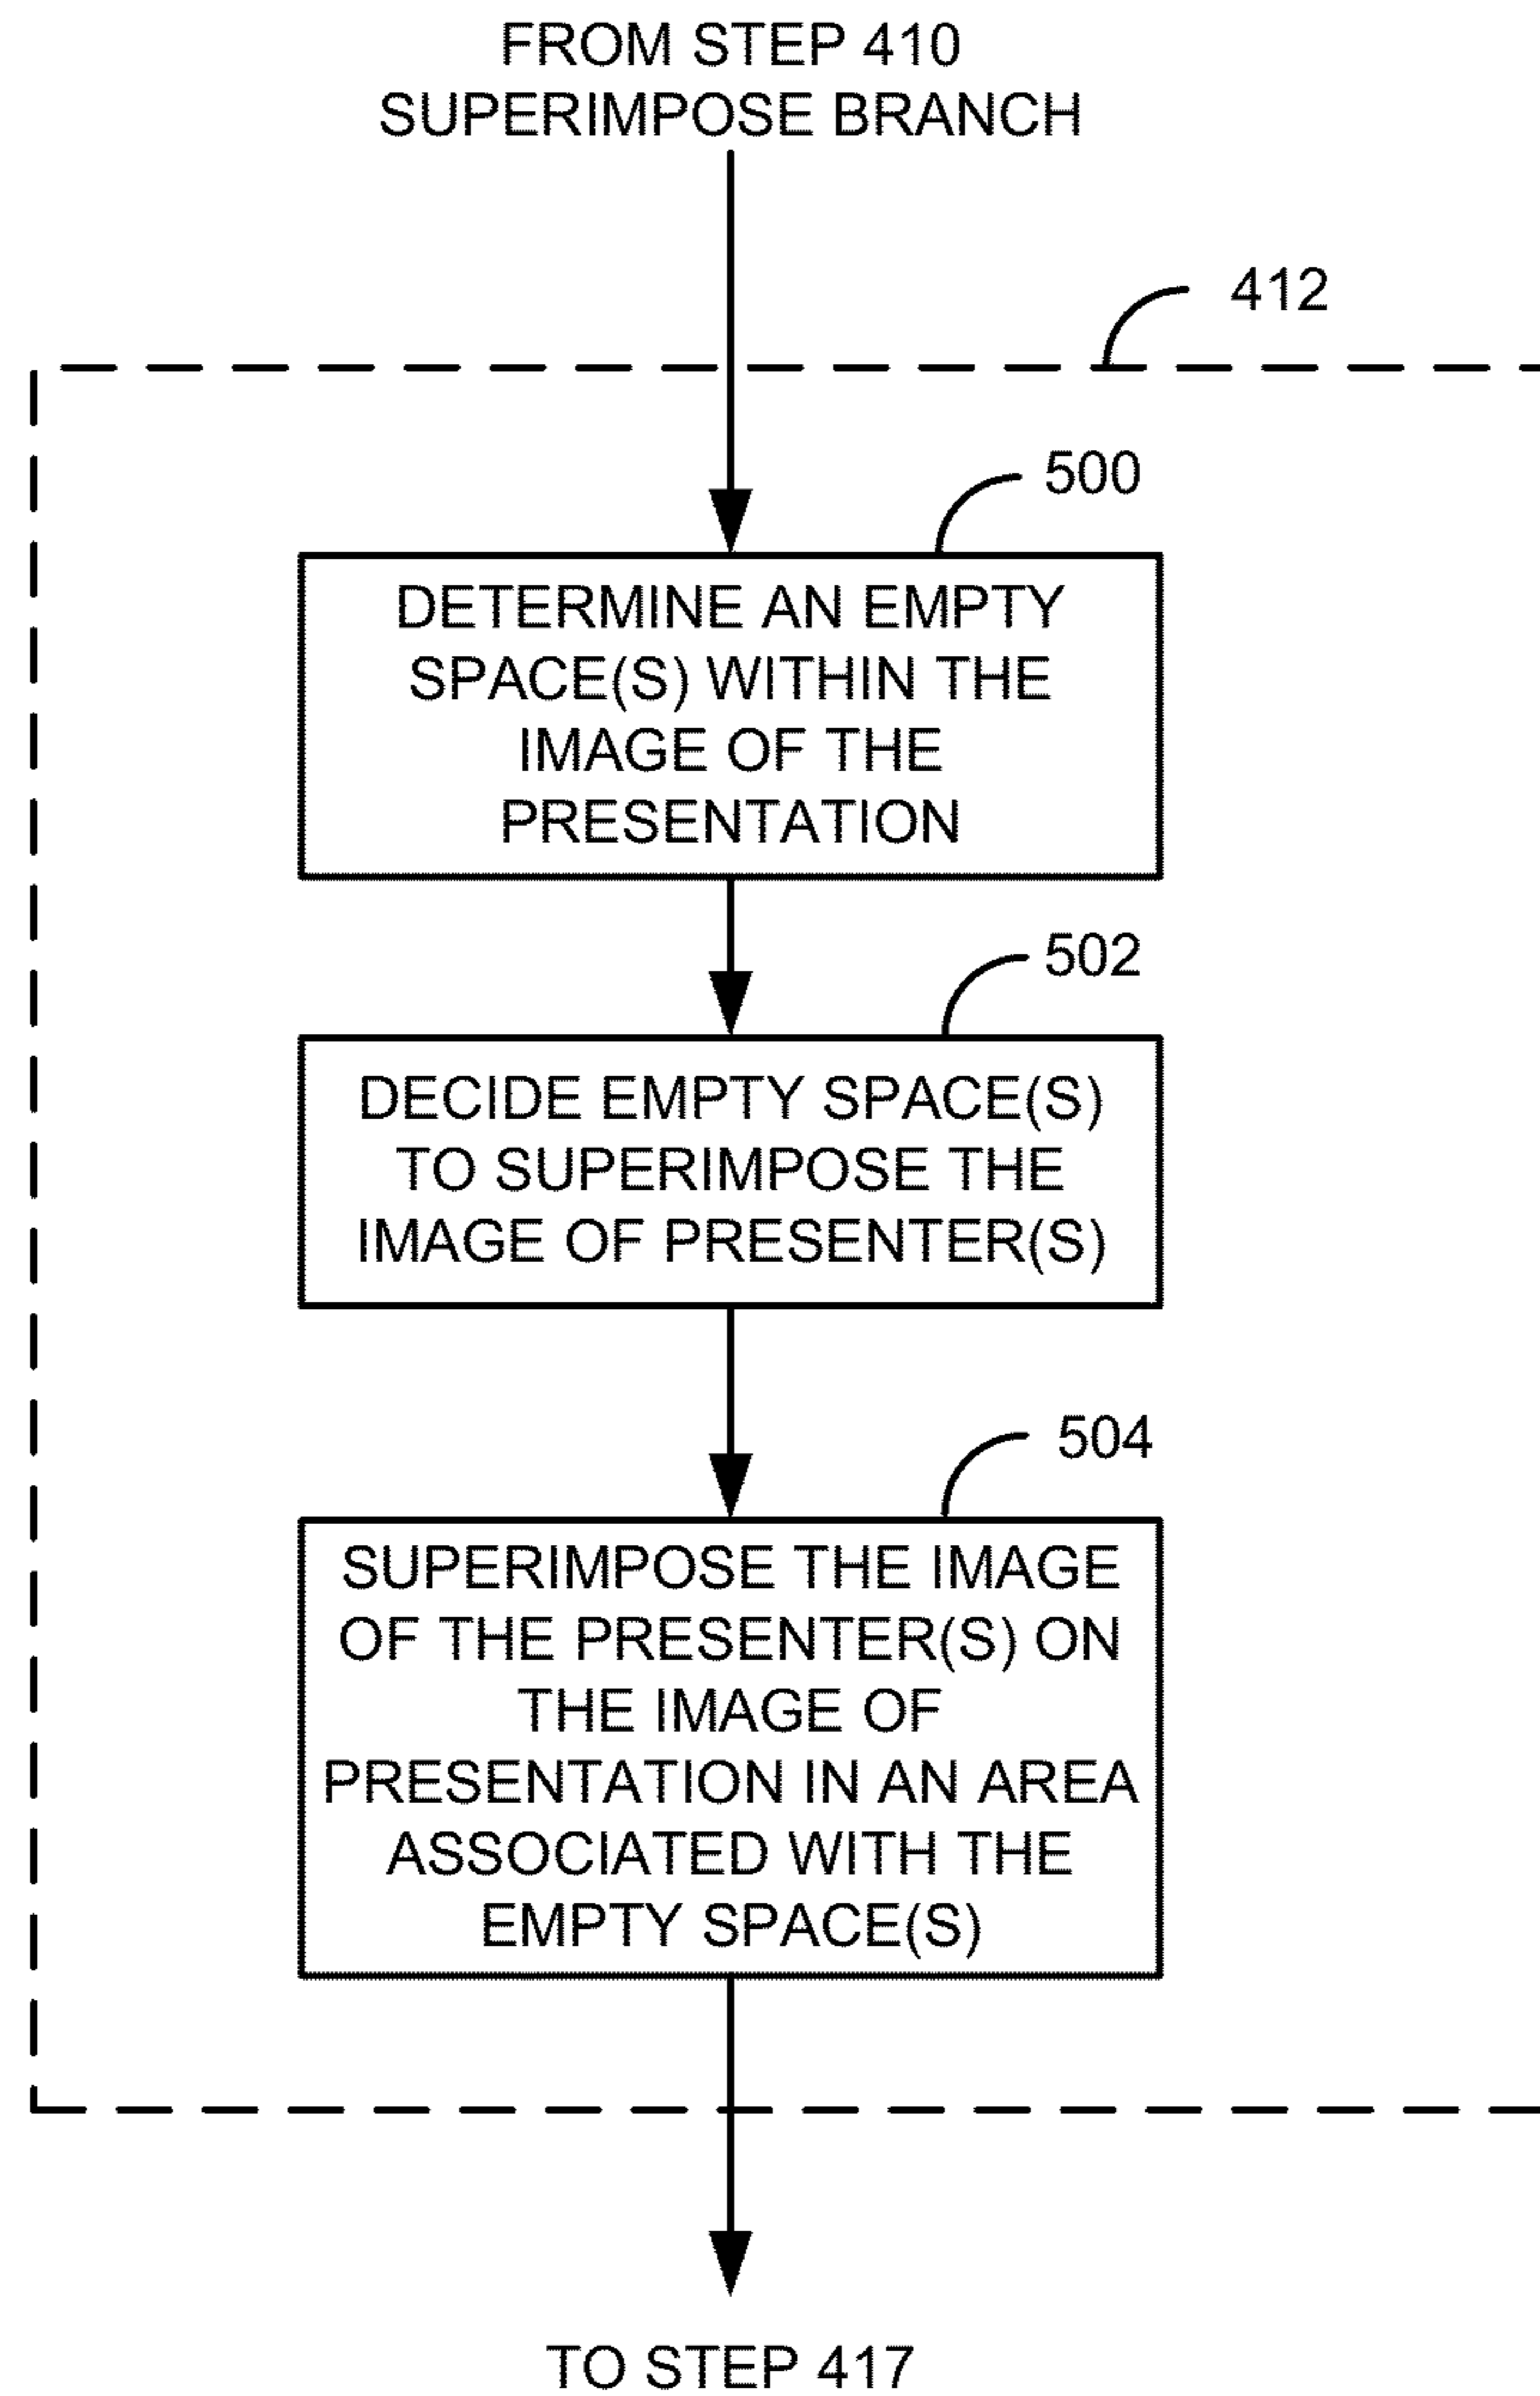 FROM STEP 410
SUPERIMPOSE BRANCH
412
500
DETERMINE AN EMPTY
SPACE(S) WITHIN THE
IMAGE OF THE
PRESENTATION
502
DECIDE EMPTY SPACE(S)
TO SUPERIMPOSE THE
IMAGE OF PRESENTER(S)
504
SUPERIMPOSE THE IMAGE
OF THE PRESENTER(S) ON
THE IMAGE OF
PRESENTATION IN AN AREA
ASSOCIATED WITH THE
EMPTY SPACE(S)
TO STEP 417